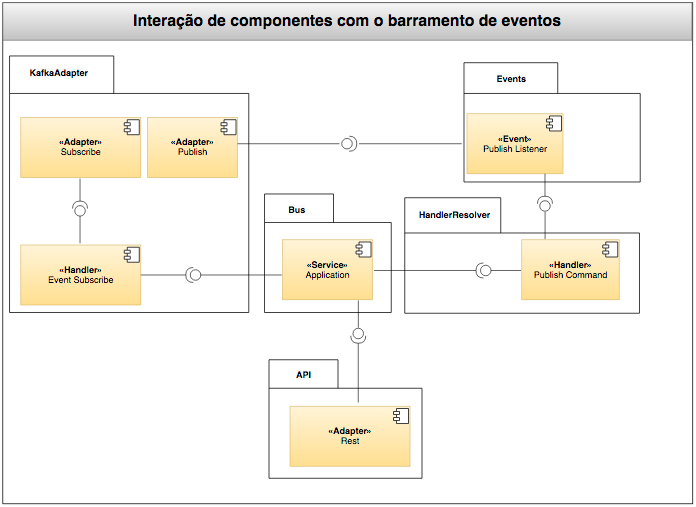 Interação de componentes com o barramento de eventos
KafkaAdapter
Events
«Adapter»
Subscribe
«Adapter»
Publish
«Event»
Publish Listener
Bus
HandlerResolver
«Handler»
Event Subscribe
«Service»
Application
«Handler»
Publish Command
API
«Adapter»
Rest